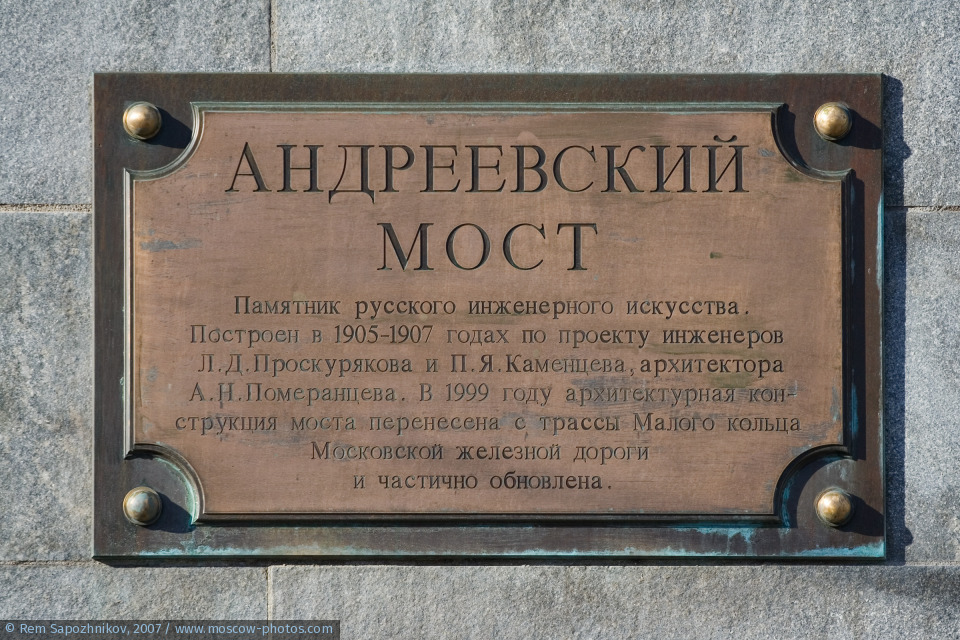 АНДРЕЕВСКИЙ
МОСТ
Памятник русского инженерного искусства.
Построен в 1905-1907 годах по проекту инженеров
Л.Д.Проскурякова и П.Я.Каменцева, архитектора
А.Н.Померанцева. В 1999 году архитектурная кон-
струкция моста перенесена с трассы Малого кольца
Московской железной дороги
и частично обновлена.
© Rem Sapozhnikov, 2007 / www.moscow-photos.com